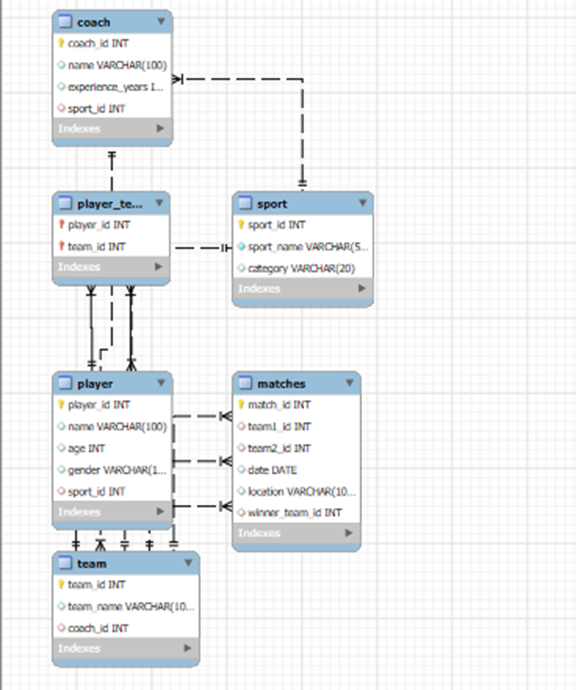 coach
coach_id INT
name VARCHAR(100)
experience_years I...
sport_id INT
Indexes
player_te...
player_id INT
team_id INT
Indexes
sport
sport_id INT
sport_name VARCHAR(5...
category VARCHAR(20)
Indexes
player
player_id INT
name VARCHAR(100)
age INT
gender VARCHAR(1...
sport_id INT
Indexes
matches
match_id INT
team1_id INT
team2_id INT
date DATE
location VARCHAR(10...
winner_team_id INT
Indexes
team
team_id INT
team_name VARCHAR(10...
coach_id INT
Indexes